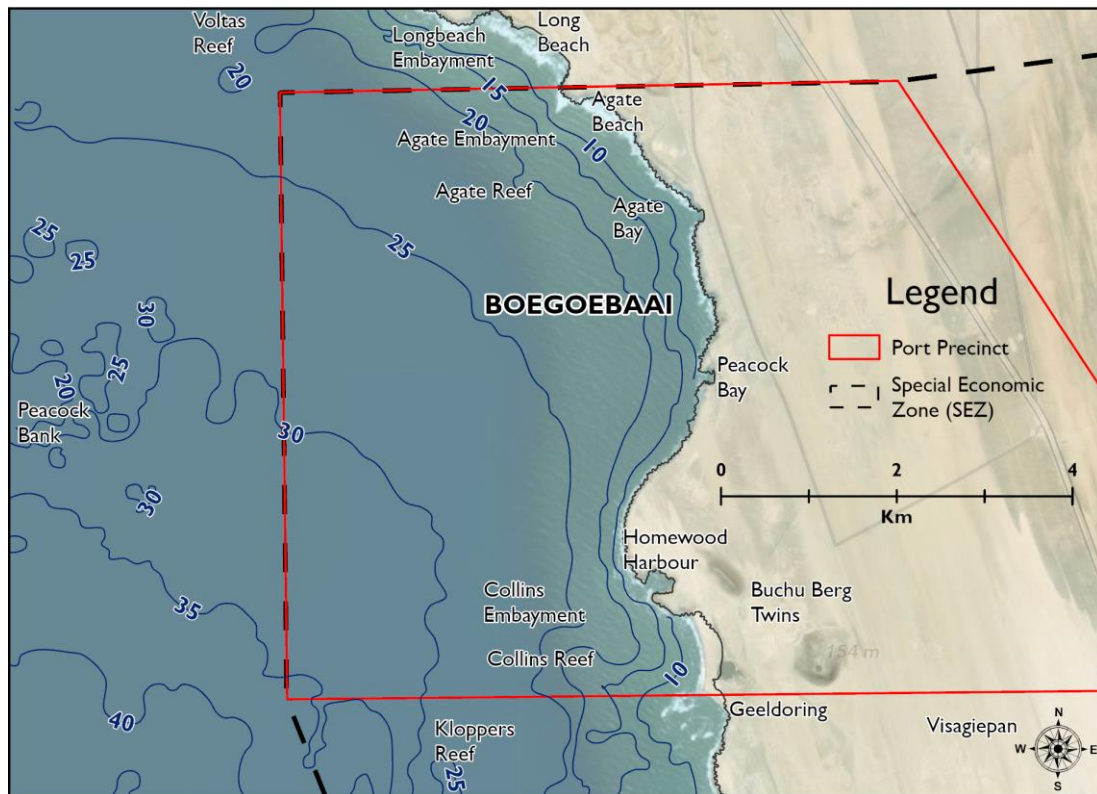 Voltas
Reef
Longbeach
Embayment
Long
Beach
20
15
Agate
Beach
20
10
Agate Embayment
Agate Reef
Agate
Bay
25
25
25
BOEGOEBAAI
30
25
20
Peacock
Bank
Peacock
Bay
30
30
Legend
Port Precinct
Special Economic
Zone (SEZ)
0 2 4
Km
Homewood
Harbour
35
Collins
Embayment
Buchu Berg
Twins
Collins Reef
154 m
10
40
Geeldoring
Kloppers
Reef
25
Visagiepan
N
W E
S